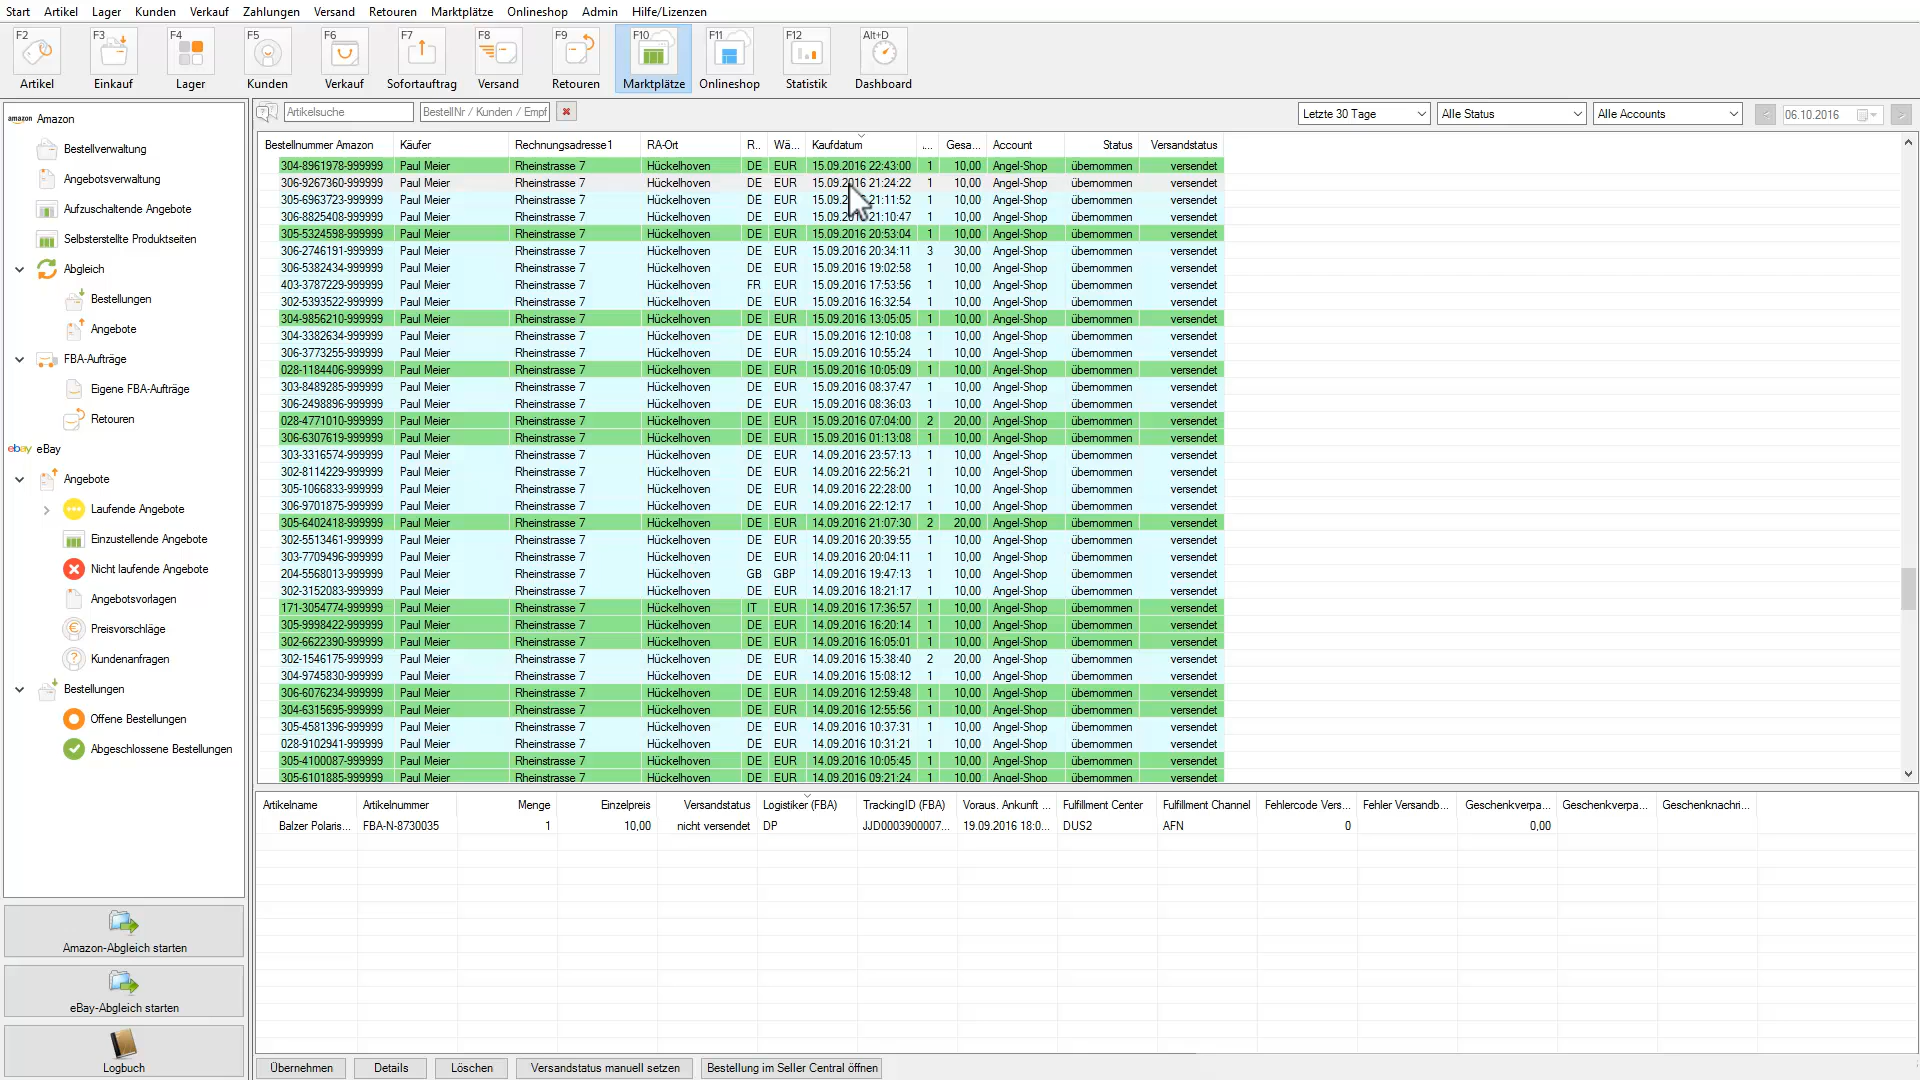 Start Artikel Lager Einkauf Kunden Verkauf Zahlungen Versand Retouren Marktplätze Onlineshop Admin Hilfe/Lizenzen
F2 F3 F4 F5 F6 F7 F8 F9 F10 F11 F12 Alt+D
Artikel Einkauf Lager Kunden Verkauf Sofortauftrag Versand Retouren Marktplätze Onlineshop Statistik Dashboard
amazon Amazon
Bestellverwaltung
Angebotsverwaltung
Aufzuschaltende Angebote
Selbsterstellte Produktseiten
Abgleich
Bestellungen
Angebote
FBA-Aufträge
Eigene FBA-Aufträge
Retouren
ebay eBay
Angebote
Laufende Angebote
Einzustellende Angebote
Nicht laufende Angebote
Angebotsvorlagen
Preisvorschläge
Kundenanfragen
Bestellungen
Offene Bestellungen
Abgeschlossene Bestellungen
Amazon-Abgleich starten
eBay-Abgleich starten
Logbuch
Artikelsuche BestellNr / Kunden / Empf Letzte 30 Tage Alle Status Alle Accounts 06.10.2016
Bestellnummer Amazon Käufer Rechnungsadresse1 RA-Ort R.. Wä... Kaufdatum ... Gesa... Account Status Versandstatus
304-8961978-999999 Paul Meier Rheinstrasse 7 Hückelhoven DE EUR 15.09.2016 22:43:00 1 10,00 Angel-Shop übernommen versendet
306-9267360-999999 Paul Meier Rheinstrasse 7 Hückelhoven DE EUR 15.09.2016 21:24:22 1 10,00 Angel-Shop übernommen versendet
305-6963723-999999 Paul Meier Rheinstrasse 7 Hückelhoven DE EUR 15.09.2 21:11:52 1 10,00 Angel-Shop übernommen versendet
306-8825408-999999 Paul Meier Rheinstrasse 7 Hückelhoven DE EUR 15.09.2016 21:10:47 1 10,00 Angel-Shop übernommen versendet
305-5324598-999999 Paul Meier Rheinstrasse 7 Hückelhoven DE EUR 15.09.2016 20:53:04 1 10,00 Angel-Shop übernommen versendet
306-2746191-999999 Paul Meier Rheinstrasse 7 Hückelhoven DE EUR 15.09.2016 20:34:11 3 30,00 Angel-Shop übernommen versendet
306-5382434-999999 Paul Meier Rheinstrasse 7 Hückelhoven DE EUR 15.09.2016 19:02:58 1 10,00 Angel-Shop übernommen versendet
403-3787229-999999 Paul Meier Rheinstrasse 7 Hückelhoven FR EUR 15.09.2016 17:53:56 1 10,00 Angel-Shop übernommen versendet
302-5393522-999999 Paul Meier Rheinstrasse 7 Hückelhoven DE EUR 15.09.2016 16:32:54 1 10,00 Angel-Shop übernommen versendet
304-9856210-999999 Paul Meier Rheinstrasse 7 Hückelhoven DE EUR 15.09.2016 13:05:05 1 10,00 Angel-Shop übernommen versendet
304-3382634-999999 Paul Meier Rheinstrasse 7 Hückelhoven DE EUR 15.09.2016 12:10:08 1 10,00 Angel-Shop übernommen versendet
306-3773255-999999 Paul Meier Rheinstrasse 7 Hückelhoven DE EUR 15.09.2016 10:55:24 1 10,00 Angel-Shop übernommen versendet
028-1184406-999999 Paul Meier Rheinstrasse 7 Hückelhoven DE EUR 15.09.2016 10:05:09 1 10,00 Angel-Shop übernommen versendet
303-8489285-999999 Paul Meier Rheinstrasse 7 Hückelhoven DE EUR 15.09.2016 08:37:47 1 10,00 Angel-Shop übernommen versendet
306-2498896-999999 Paul Meier Rheinstrasse 7 Hückelhoven DE EUR 15.09.2016 08:36:03 1 10,00 Angel-Shop übernommen versendet
028-4771010-999999 Paul Meier Rheinstrasse 7 Hückelhoven DE EUR 15.09.2016 07:04:00 2 20,00 Angel-Shop übernommen versendet
306-6307619-999999 Paul Meier Rheinstrasse 7 Hückelhoven DE EUR 15.09.2016 01:13:08 1 10,00 Angel-Shop übernommen versendet
303-3316574-999999 Paul Meier Rheinstrasse 7 Hückelhoven DE EUR 14.09.2016 23:57:13 1 10,00 Angel-Shop übernommen versendet
302-8114229-999999 Paul Meier Rheinstrasse 7 Hückelhoven DE EUR 14.09.2016 22:56:21 1 10,00 Angel-Shop übernommen versendet
305-1066833-999999 Paul Meier Rheinstrasse 7 Hückelhoven DE EUR 14.09.2016 22:28:00 1 10,00 Angel-Shop übernommen versendet
306-9701875-999999 Paul Meier Rheinstrasse 7 Hückelhoven DE EUR 14.09.2016 22:12:17 1 10,00 Angel-Shop übernommen versendet
305-6402418-999999 Paul Meier Rheinstrasse 7 Hückelhoven DE EUR 14.09.2016 21:07:30 2 20,00 Angel-Shop übernommen versendet
302-5513461-999999 Paul Meier Rheinstrasse 7 Hückelhoven DE EUR 14.09.2016 20:39:55 1 10,00 Angel-Shop übernommen versendet
303-7709496-999999 Paul Meier Rheinstrasse 7 Hückelhoven DE EUR 14.09.2016 20:04:11 1 10,00 Angel-Shop übernommen versendet
204-5568013-999999 Paul Meier Rheinstrasse 7 Hückelhoven GB GBP 14.09.2016 19:47:13 1 10,00 Angel-Shop übernommen versendet
302-3152083-999999 Paul Meier Rheinstrasse 7 Hückelhoven DE EUR 14.09.2016 18:21:17 1 10,00 Angel-Shop übernommen versendet
171-3054774-999999 Paul Meier Rheinstrasse 7 Hückelhoven IT EUR 14.09.2016 17:36:57 1 10,00 Angel-Shop übernommen versendet
305-9998422-999999 Paul Meier Rheinstrasse 7 Hückelhoven DE EUR 14.09.2016 16:20:14 1 10,00 Angel-Shop übernommen versendet
302-6622390-999999 Paul Meier Rheinstrasse 7 Hückelhoven DE EUR 14.09.2016 16:05:01 1 10,00 Angel-Shop übernommen versendet
302-1546175-999999 Paul Meier Rheinstrasse 7 Hückelhoven DE EUR 14.09.2016 15:38:40 2 20,00 Angel-Shop übernommen versendet
304-9745830-999999 Paul Meier Rheinstrasse 7 Hückelhoven DE EUR 14.09.2016 15:08:12 1 10,00 Angel-Shop übernommen versendet
306-6076234-999999 Paul Meier Rheinstrasse 7 Hückelhoven DE EUR 14.09.2016 12:59:48 1 10,00 Angel-Shop übernommen versendet
304-6315695-999999 Paul Meier Rheinstrasse 7 Hückelhoven DE EUR 14.09.2016 12:55:56 1 10,00 Angel-Shop übernommen versendet
305-4581396-999999 Paul Meier Rheinstrasse 7 Hückelhoven DE EUR 14.09.2016 10:37:31 1 10,00 Angel-Shop übernommen versendet
028-9102941-999999 Paul Meier Rheinstrasse 7 Hückelhoven DE EUR 14.09.2016 10:31:21 1 10,00 Angel-Shop übernommen versendet
305-4100087-999999 Paul Meier Rheinstrasse 7 Hückelhoven DE EUR 14.09.2016 10:05:45 1 10,00 Angel-Shop übernommen versendet
305-6101885-999999 Paul Meier Rheinstrasse 7 Hückelhoven DE EUR 14.09.2016 09:21:24 1 10,00 Angel-Shop übernommen versendet
Artikelname Artikelnummer Menge Einzelpreis Versandstatus Logistiker (FBA) TrackingID (FBA) Voraus. Ankunft ... Fulfillment Center Fulfillment Channel Fehlercode Vers... Fehler Versandb... Geschenkverpa... Geschenkverpa... Geschenknachri...
Balzer Polaris... FBA-N-8730035 1 10,00 nicht versendet DP JJD0003900007... 19.09.2016 18:0... DUS2 AFN 0 0,00
Übernehmen Details Löschen Versandstatus manuell setzen Bestellung im Seller Central öffnen